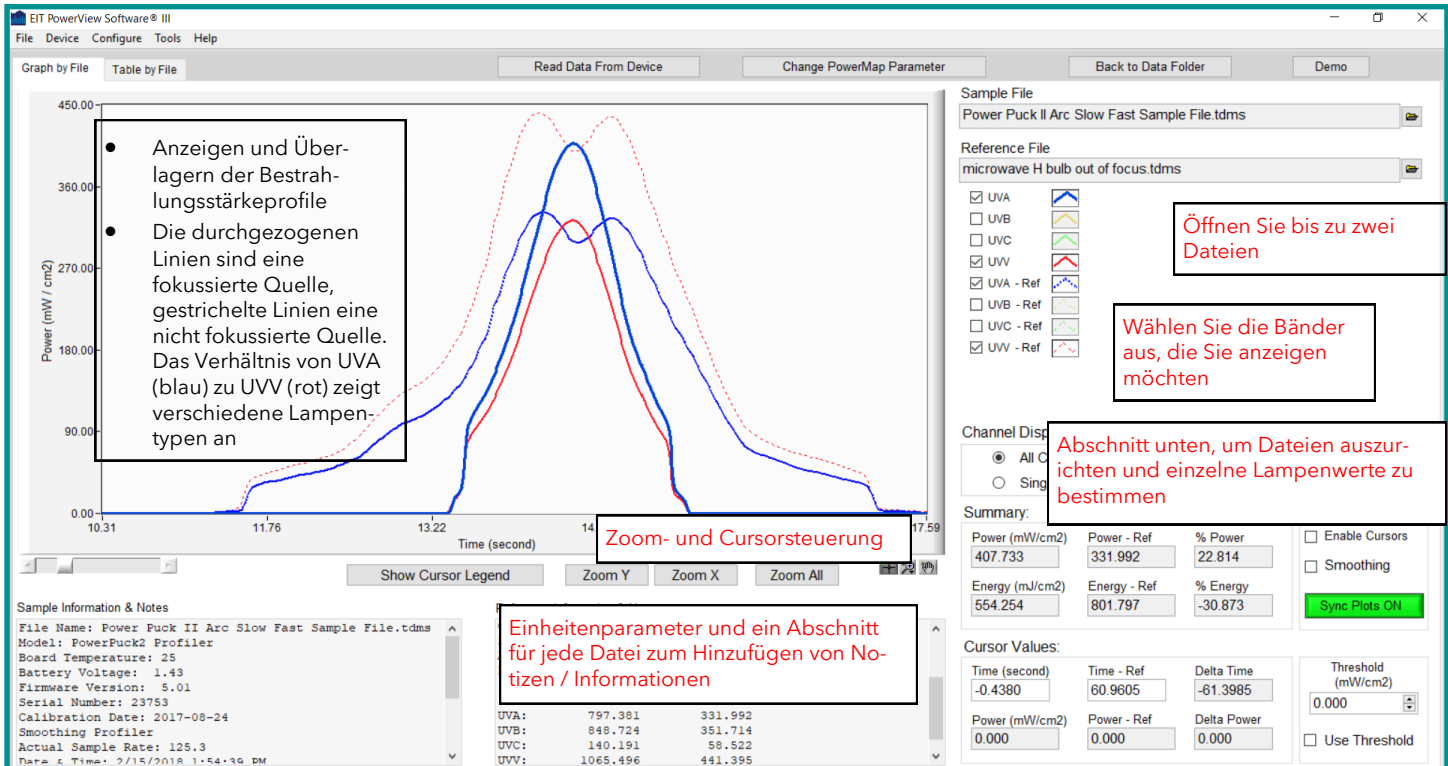 EIT PowerView Software® III
File Device Configure Tools Help
Graph by File Table by File Read Data From Device Change PowerMap Parameter Back to Data Folder Demo
Sample File
Power Puck II Arc Slow Fast Sample File.tdms
Reference File
microwave H bulb out of focus.tdms
UVA
UVB
UVC
UVV
UVA - Ref
UVB - Ref
UVC - Ref
UVV - Ref
Öffnen Sie bis zu zwei
Dateien
Wählen Sie die Bänder
aus, die Sie anzeigen
möchten
450.00
360.00
270.00
180.00
90.00
0.00
Power (mW / cm2)
• Anzeigen und Über-
lagern der Bestrah-
lungsstärkeprofile
• Die durchgezogenen
Linien sind eine
fokussierte Quelle,
gestrichelte Linien eine
nicht fokussierte Quelle.
Das Verhältnis von UVA
(blau) zu UVV (rot) zeigt
verschiedene Lampen-
typen an
10.31 11.76 13.22 14. 17.59
Time (second)
Zoom- und Cursorsteuerung
Show Cursor Legend Zoom Y Zoom X Zoom All
Channel Disp
All C
Sing
Abschnitt unten, um Dateien auszu-
richten und einzelne Lampenwerte zu
bestimmen
Summary:
Power (mW/cm2) Power - Ref % Power
407.733 331.992 22.814
Energy (mJ/cm2) Energy - Ref % Energy
554.254 801.797 -30.873
Enable Cursors
Smoothing
Sync Plots ON
Cursor Values:
Time (second) Time - Ref Delta Time
-0.4380 60.9605 -61.3985
Power (mW/cm2) Power - Ref Delta Power
0.000 0.000 0.000
Threshold
(mW/cm2)
0.000
Use Threshold
Sample Information & Notes
File Name: Power Puck II Arc Slow Fast Sample File.tdms
Model: PowerPuck2 Profiler
Board Temperature: 25
Battery Voltage: 1.43
Firmware Version: 5.01
Serial Number: 23753
Calibration Date: 2017-08-24
Smoothing Profiler
Actual Sample Rate: 125.3
Date & Time: 2/15/2018 1:54:39 PM
Einheitenparameter und ein Abschnitt
für jede Datei zum Hinzufügen von No-
tizen / Informationen
UVA: 797.381 331.992
UVB: 848.724 351.714
UVC: 140.191 58.522
UVV: 1065.496 441.395